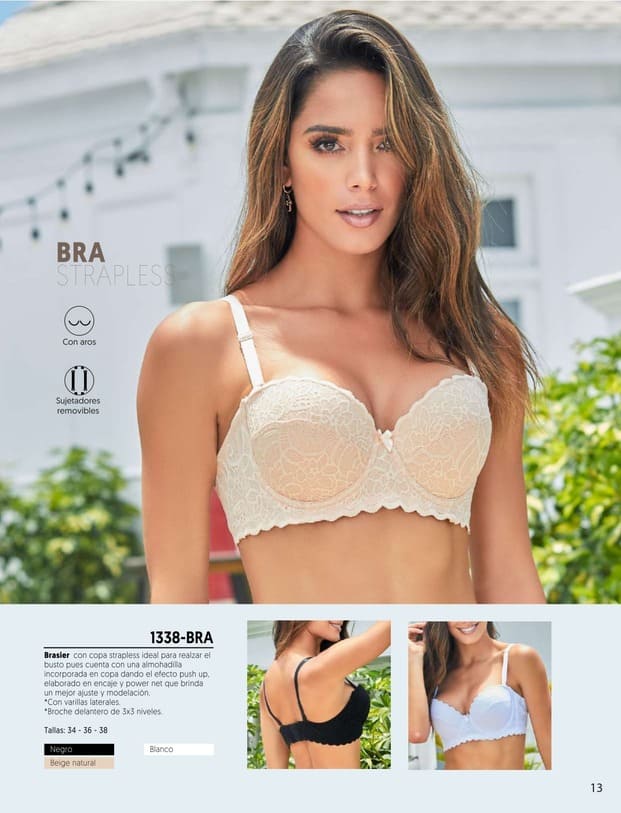 BRA
STRAPLESS
Con aros
Sujetadores
removibles
1338-BRA
Brasier con copa strapless ideal para realzar el
busto pues cuenta con una almohadilla
incorporada en copa dando el efecto push up,
elaborado en encaje y power net que brinda
un mejor ajuste y modelación.
*Con varillas laterales.
*Broche delantero de 3x3 niveles.
Tallas: 34 - 36 - 38
Negro
Blanco
Beige natural
13